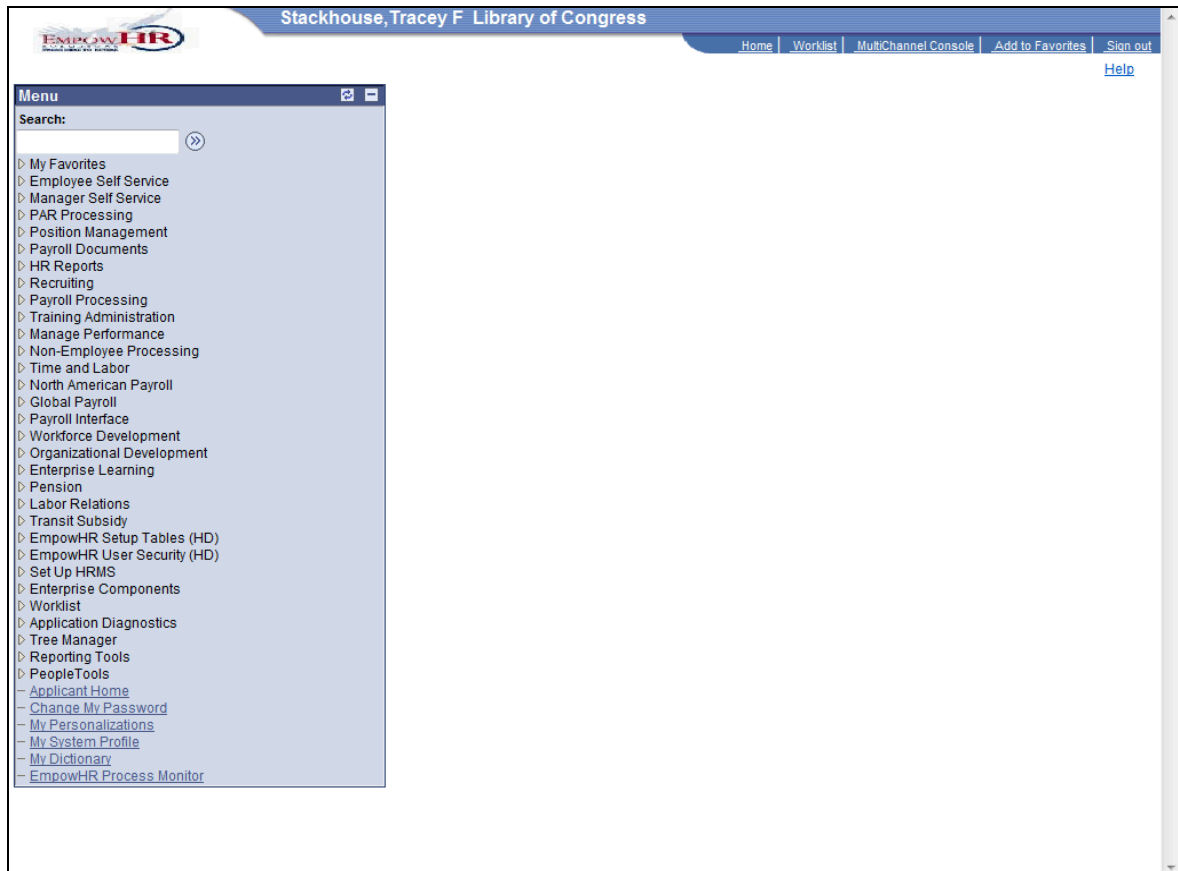 Stackhouse,Tracey F Library of Congress
EMPOWHR
Home Worklist MultiChannel Console Add to Favorites Sign out
Help
Menu
Search:
My Favorites
Employee Self Service
Manager Self Service
PAR Processing
Position Management
Payroll Documents
HR Reports
Recruiting
Payroll Processing
Training Administration
Manage Performance
Non-Employee Processing
Time and Labor
North American Payroll
Global Payroll
Payroll Interface
Workforce Development
Organizational Development
Enterprise Learning
Pension
Labor Relations
Transit Subsidy
EmpowHR Setup Tables (HD)
EmpowHR User Security (HD)
Set Up HRMS
Enterprise Components
Worklist
Application Diagnostics
Tree Manager
Reporting Tools
PeopleTools
Applicant Home
Change My Password
My Personalizations
My System Profile
My Dictionary
EmpowHR Process Monitor